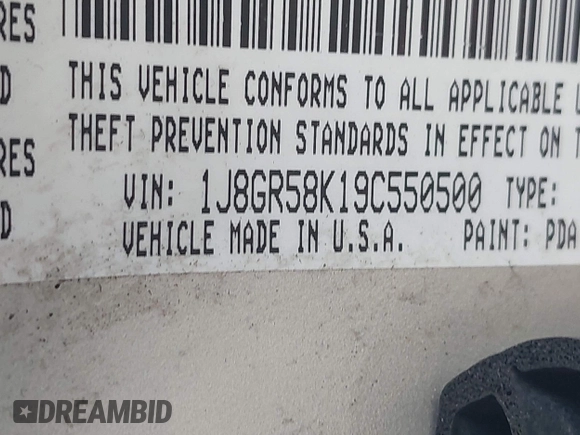 RES
THIS VEHICLE CONFORMS TO ALL APPLICABLE
D
THEFT PREVENTION STANDARDS IN EFFECT ON
RES
VIN: 1J8GR58K19C550500 TYPE:
D
VEHICLE MADE IN U.S.A. PAINT: PDA
DREAMBID